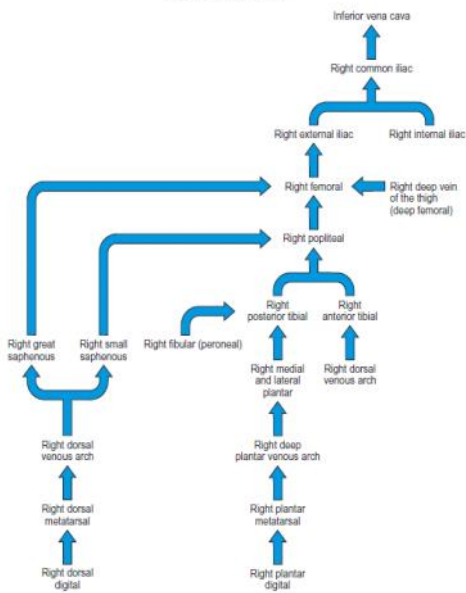 Inferior vena cava
Right common iliac
Right external iliac
Right internal iliac
Right femoral
Right deep vein
of the thigh
(deep femoral)
Right popliteal
Right
posterior tibial
Right
anterior tibial
Right great
saphenous
Right small
saphenous
Right fibular (peroneal)
Right medial
and lateral
plantar
Right dorsal
venous arch
Right dorsal
venous arch
Right deep
plantar venous arch
Right dorsal
metatarsal
Right plantar
metatarsal
Right dorsal
digital
Right plantar
digital